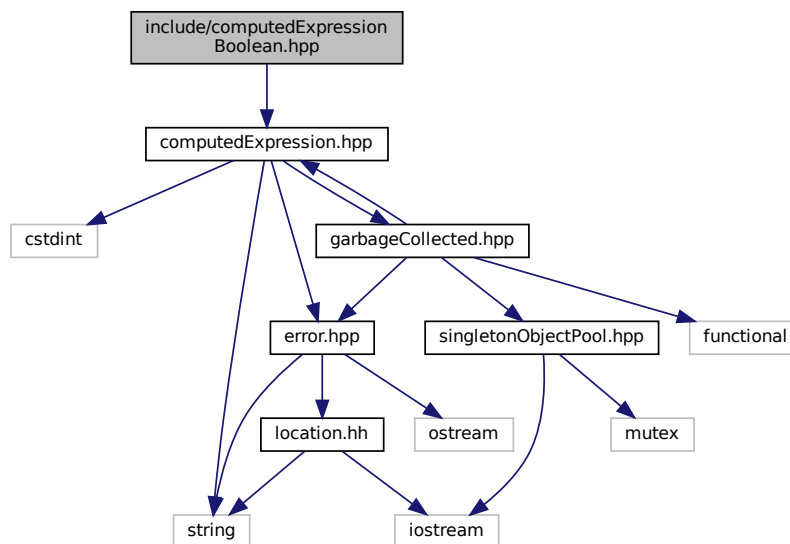 include/computedExpression
Boolean.hpp
computedExpression.hpp
cstdint
garbageCollected.hpp
error.hpp
singletonObjectPool.hpp
functional
location.hh
ostream
mutex
string
iostream